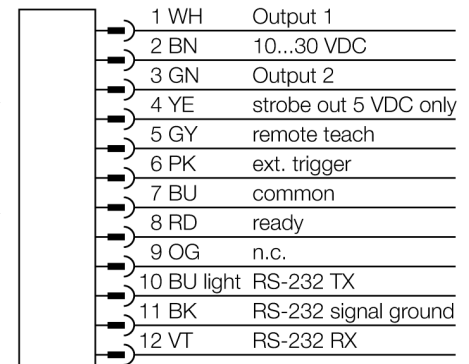 1 WH Output 1
2 BN 10...30 VDC
3 GN Output 2
4 YE strobe out 5 VDC only
5 GY remote teach
6 PK ext. trigger
7 BU common
8 RD ready
9 OG n.c.
10 BU light RS-232 TX
11 BK RS-232 signal ground
12 VT RS-232 RX